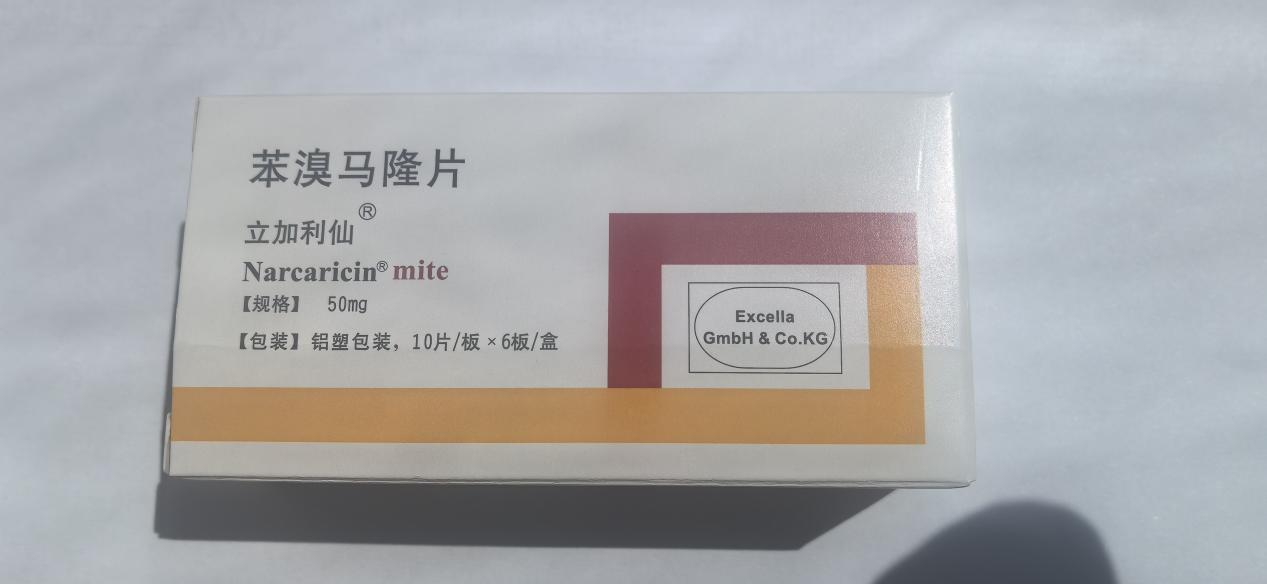 苯溴马隆片
立加利仙®
Narcaricin® mite
【规格】 50mg
【包装】铝塑包装，10片/板×6板/盒
Excella
GmbH & Co.KG